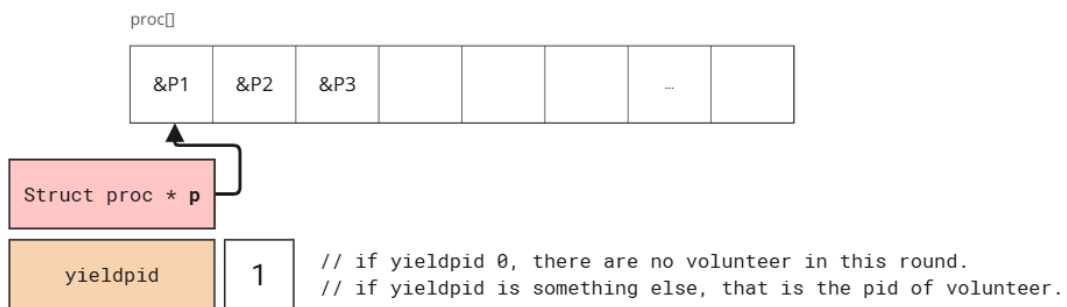 proc[]
&P1 &P2 &P3 ...
Struct proc * p
yieldpid 1 // if yieldpid 0, there are no volunteer in this round.
// if yieldpid is something else, that is the pid of volunteer.